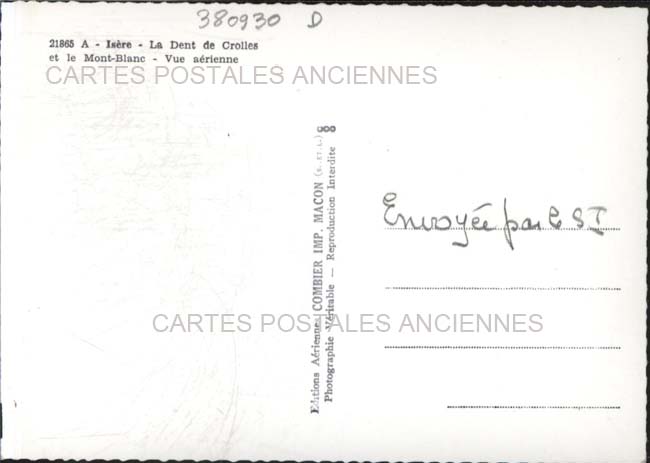 380930 D
21865 A - Isère - La Dent de Crolles
et le Mont-Blanc - Vue aérienne
CARTES POSTALES ANCIENNES
Editions Aériennes COMBIER IMP. MACON (S.-ET-L.)
Photographie Véritable — Reproduction Interdite
Envoyée par
CARTES POSTALES ANCIENNES